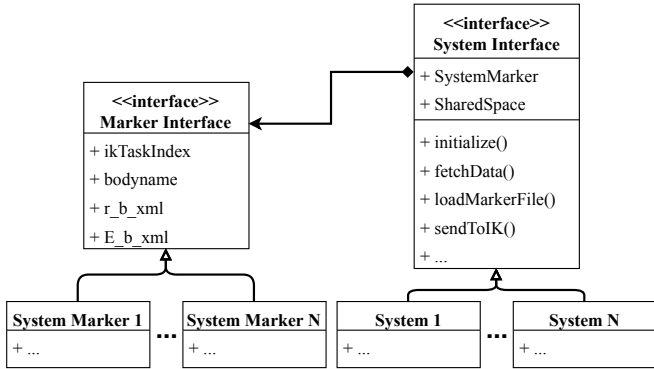 <<interface>>
System Interface
+ SystemMarker
+ SharedSpace
+ initialize()
+ fetchData()
+ loadMarkerFile()
+ sendToIK()
+ ...
<<interface>>
Marker Interface
+ ikTaskIndex
+ bodyname
+ r_b_xml
+ E_b_xml
System Marker 1
+ ...
...
System Marker N
+ ...
System 1
+ ...
...
System N
+ ...